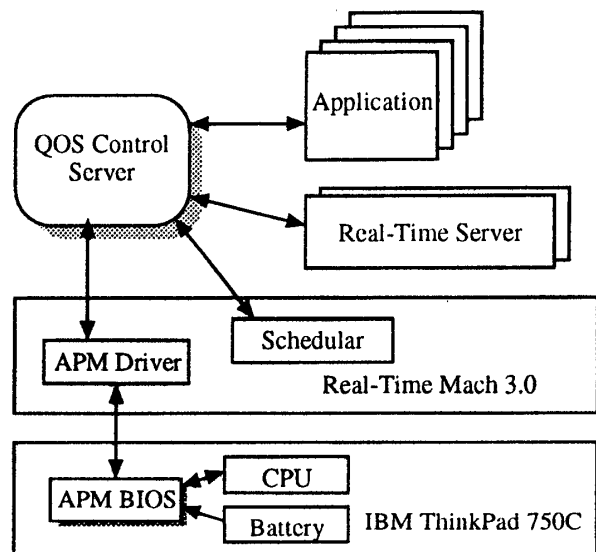 Application
QOS Control
Server
Real-Time Server
Schedular
APM Driver
Real-Time Mach 3.0
CPU
APM BIOS
Battery
IBM ThinkPad 750C